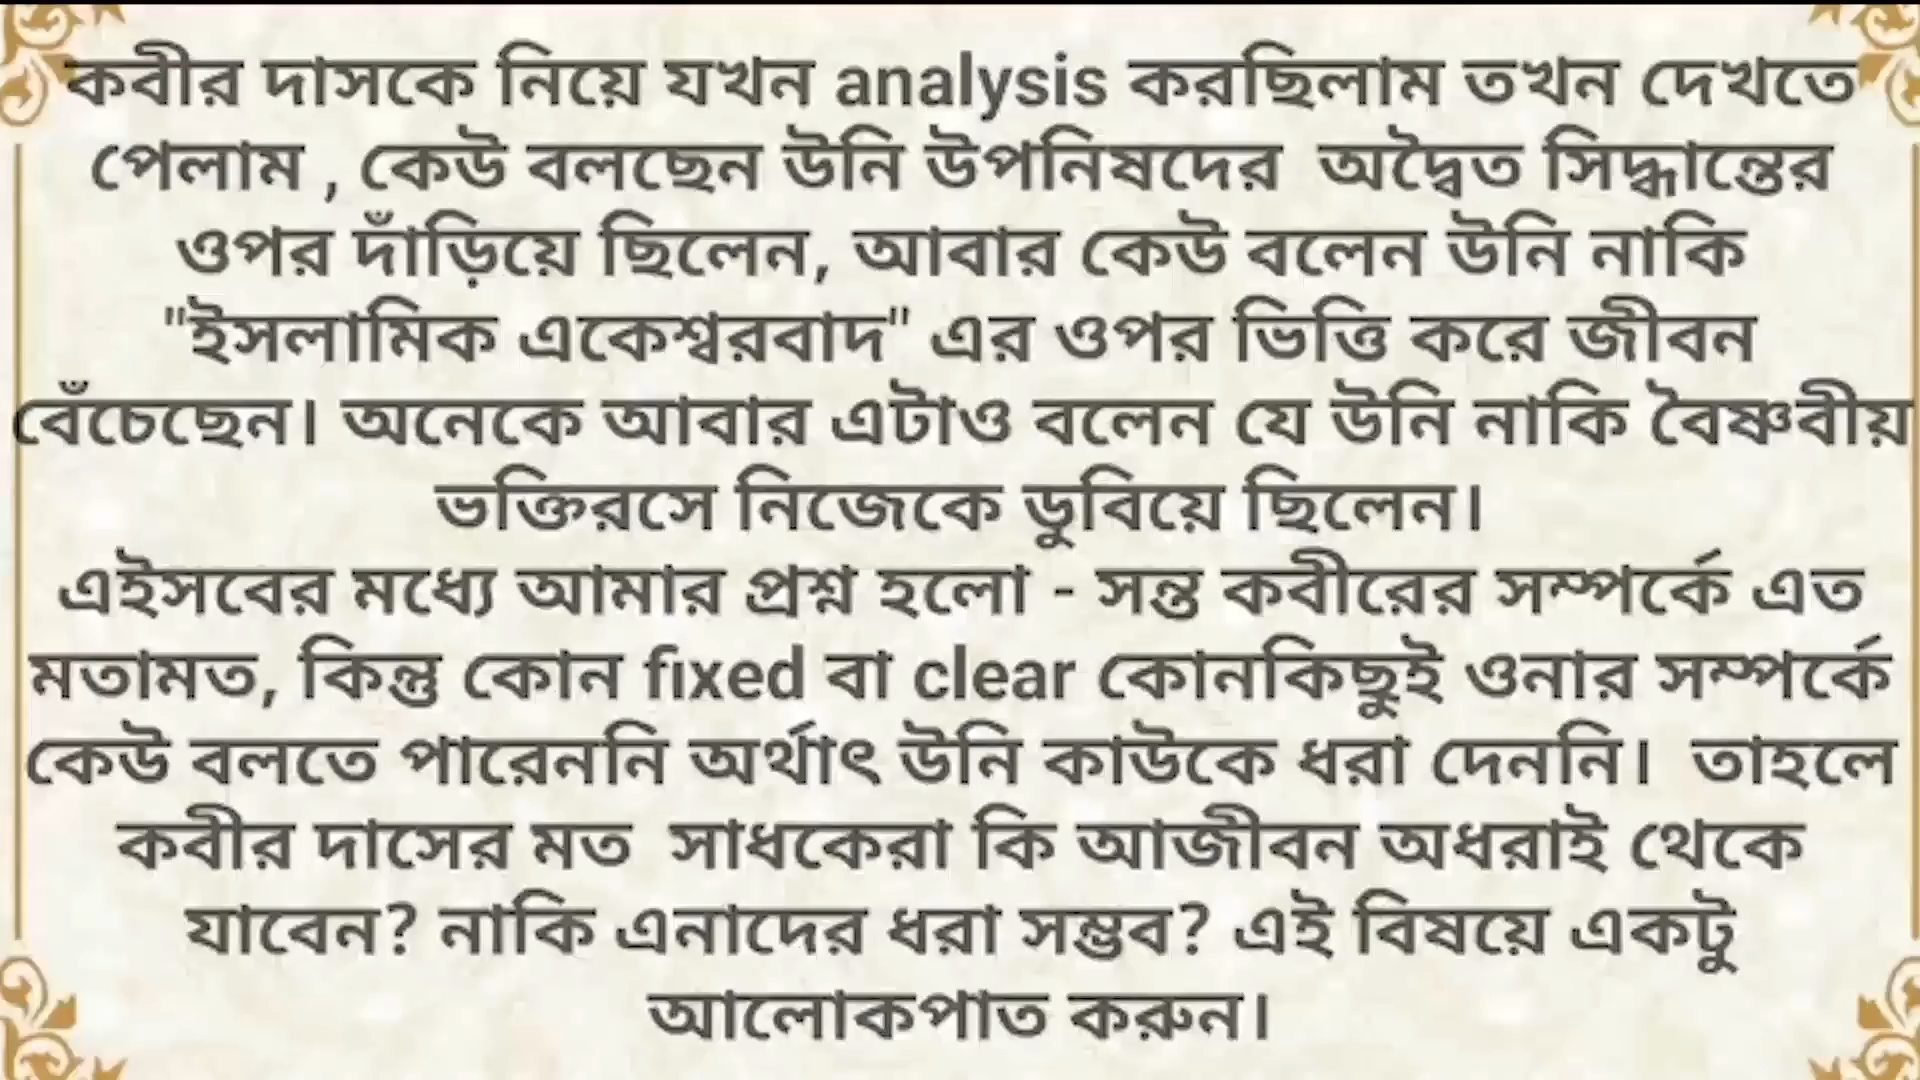 কবীর দাসকে নিয়ে যখন analysis করছিলাম তখন দেখতে
পেলাম , কেউ বলছেন উনি উপনিষদের অদ্বৈত সিদ্ধান্তের
ওপর দাঁড়িয়ে ছিলেন, আবার কেউ বলেন উনি নাকি
"ইসলামিক একেশ্বরবাদ" এর ওপর ভিত্তি করে জীবন
বেঁচেছেন। অনেকে আবার এটাও বলেন যে উনি নাকি বৈষ্ণবীয়
ভক্তিরসে নিজেকে ডুবিয়ে ছিলেন।
এইসবের মধ্যে আমার প্রশ্ন হলো - সন্ত কবীরের সম্পর্কে এত
মতামত, কিন্তু কোন fixed বা clear কোনকিছুই ওনার সম্পর্কে
কেউ বলতে পারেননি অর্থাৎ উনি কাউকে ধরা দেননি। তাহলে
কবীর দাসের মত সাধকেরা কি আজীবন অধরাই থেকে
যাবেন? নাকি এনাদের ধরা সম্ভব? এই বিষয়ে একটু
আলোকপাত করুন।